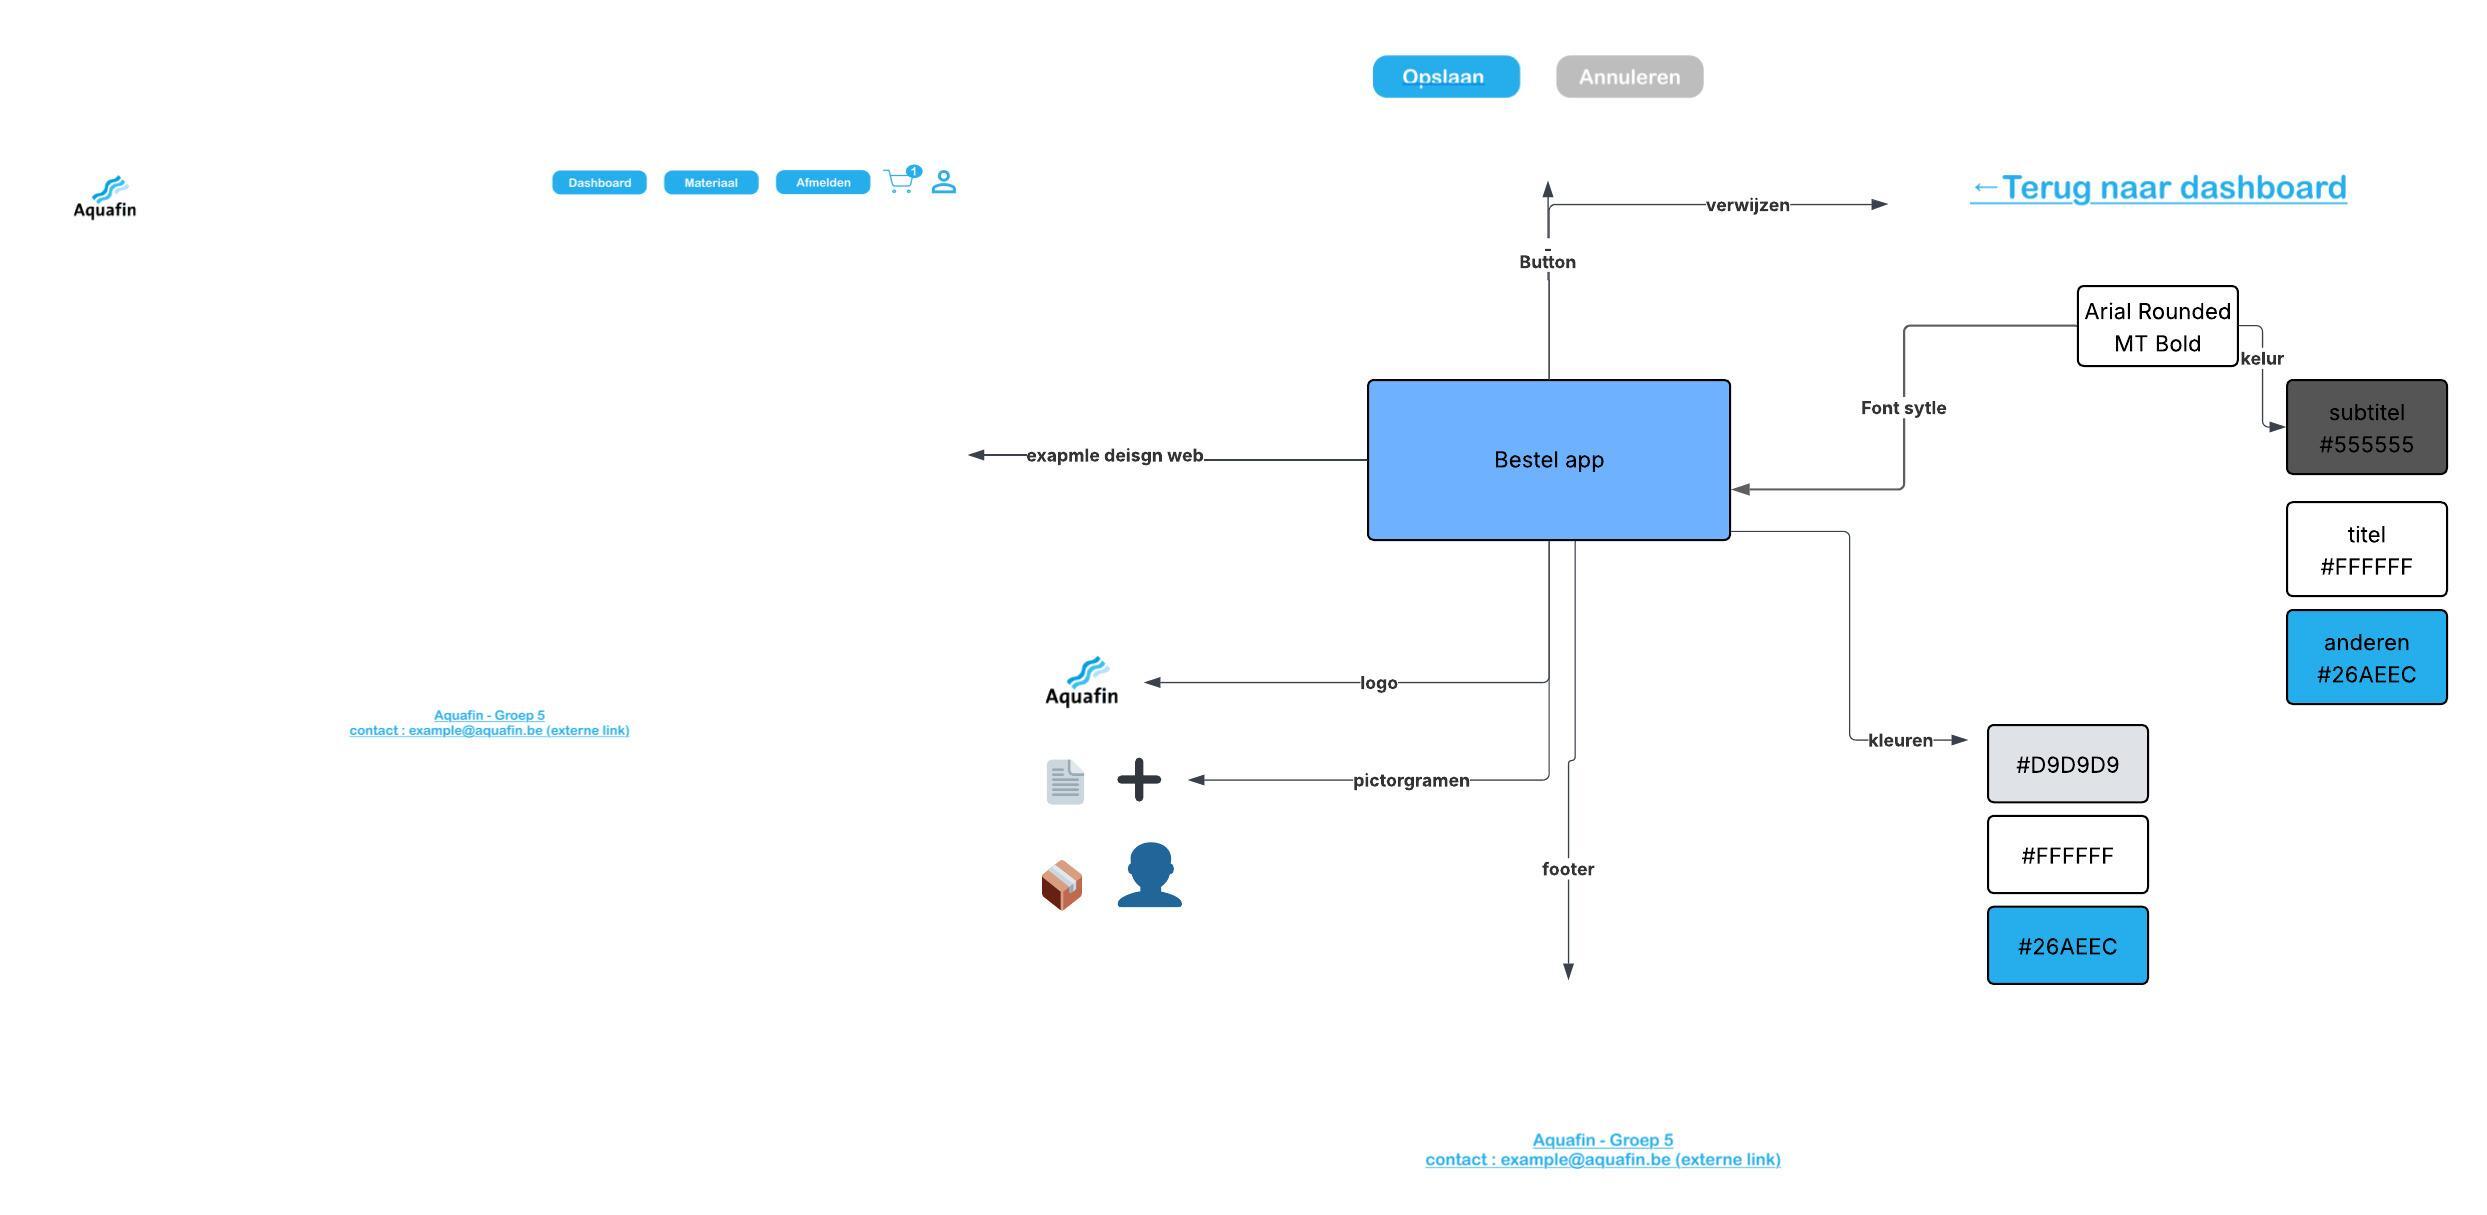 Opslaan
Annuleren
Aquafin
Dashboard
Materiaal
Afmelden
1
←Terug naar dashboard
verwijzen
Button
Arial Rounded
MT Bold
kelur
Font sytle
subtitel
#555555
exapmle deisgn web
Bestel app
titel
#FFFFFF
anderen
#26AEEC
Aquafin
logo
Aquafin - Groep 5
contact : example@aquafin.be (externe link)
kleuren
#D9D9D9
pictorgramen
#FFFFFF
footer
#26AEEC
Aquafin - Groep 5
contact : example@aquafin.be (externe link)